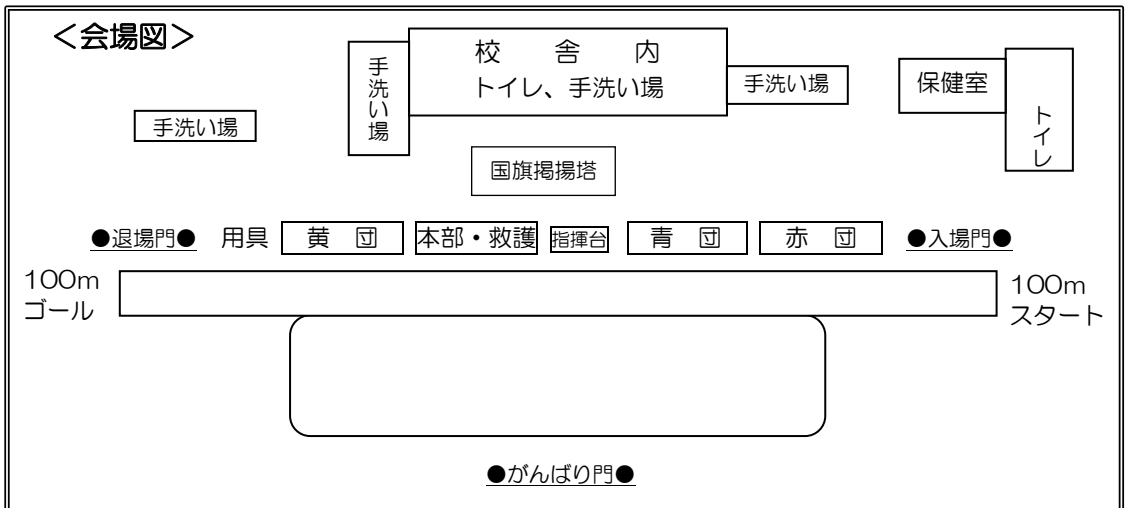 <会場図>
手洗い場
校 舎 内
トイレ、手洗い場
手洗い場
保健室
トイレ
手洗い場
国旗掲揚塔
●退場門●
用具
黄 団
本部・救護
指揮台
青 団
赤 団
●入場門●
100m
ゴール
100m
スタート
●がんばり門●